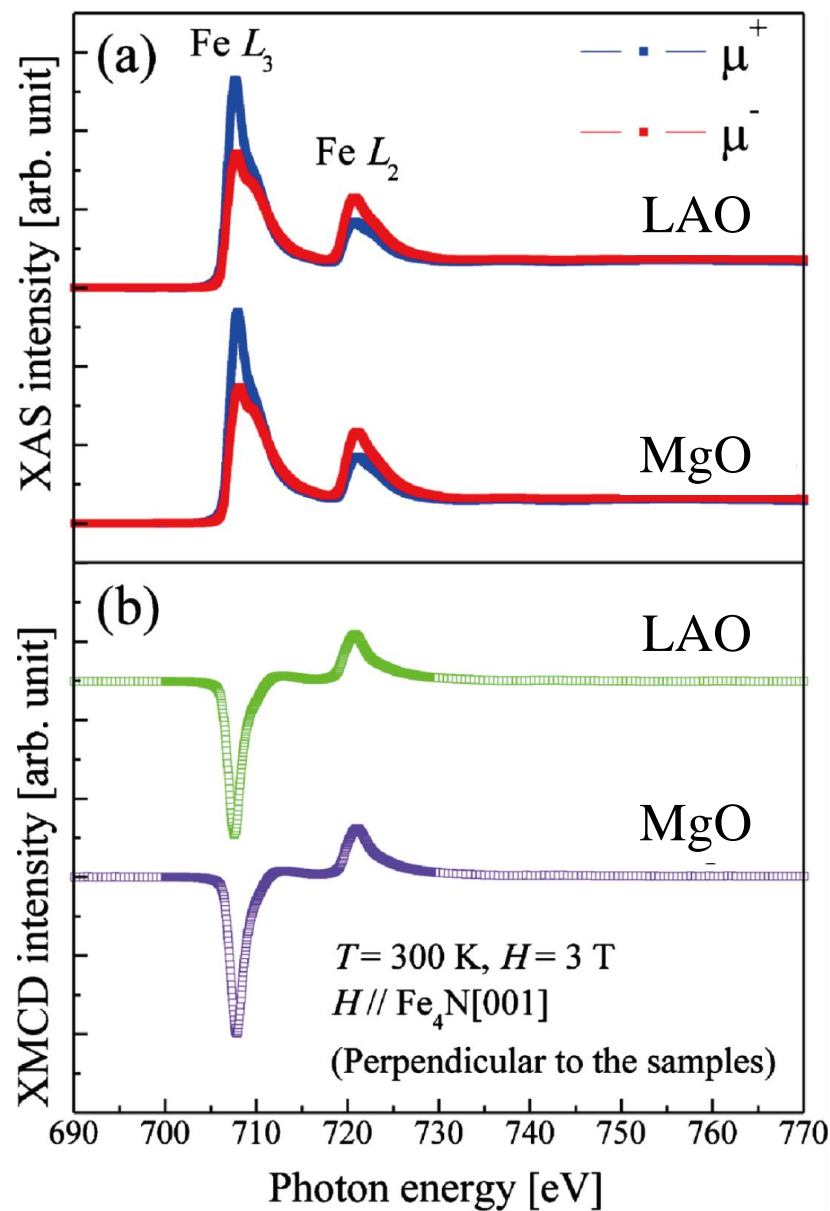 (a)
Fe L₃
Fe L₂
μ⁺
μ⁻
LAO
MgO
XAS intensity [arb. unit]
(b)
LAO
MgO
T = 300 K, H = 3 T
H // Fe₄N[001]
(Perpendicular to the samples)
XMCD intensity [arb. unit]
690 700 710 720 730 740 750 760 770
Photon energy [eV]